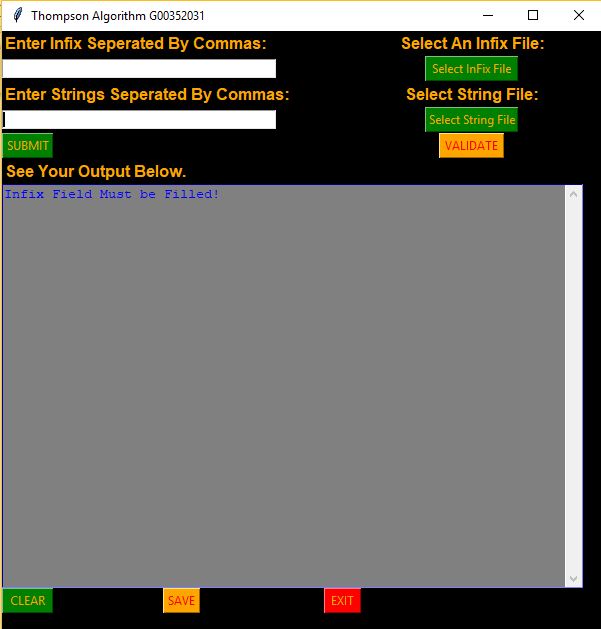 Thompson Algorithm G00352031
Enter Infix Seperated By Commas:
Select An Infix File:
Select InFix File
Enter Strings Seperated By Commas:
Select String File:
Select String File
SUBMIT
VALIDATE
See Your Output Below.
Infix Field Must be Filled!
CLEAR
SAVE
EXIT